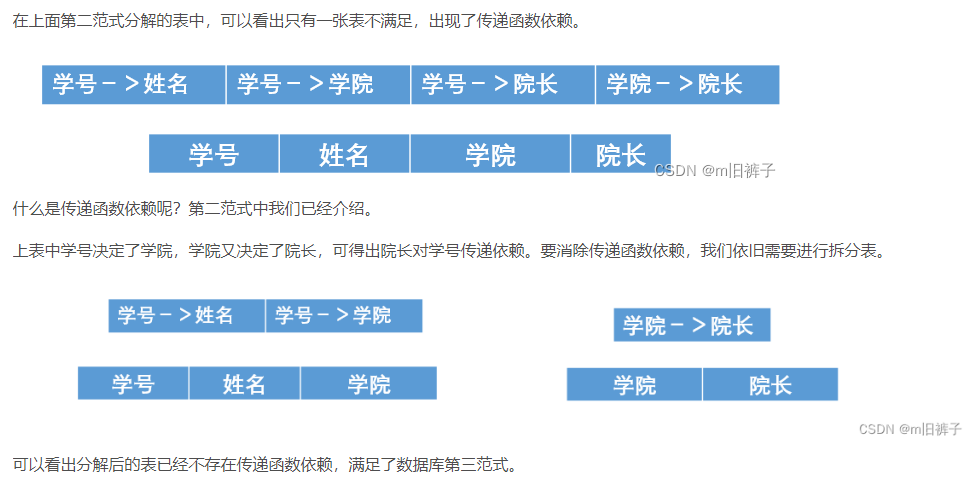 在上面第二范式分解的表中，可以看出只有一张表不满足，出现了传递函数依赖。
学号－＞姓名 学号－＞学院 学号－＞院长 学院－＞院长
学号 姓名 学院 院长
CSDN @m旧裤子
什么是传递函数依赖呢？第二范式中我们已经介绍。
上表中学号决定了学院，学院又决定了院长，可得出院长对学号传递依赖。要消除传递函数依赖，我们依旧需要进行拆分表。
学号－＞姓名 学号－＞学院
学院－＞院长
学号 姓名 学院
学院 院长
CSDN @m旧裤子
可以看出分解后的表已经不存在传递函数依赖，满足了数据库第三范式。